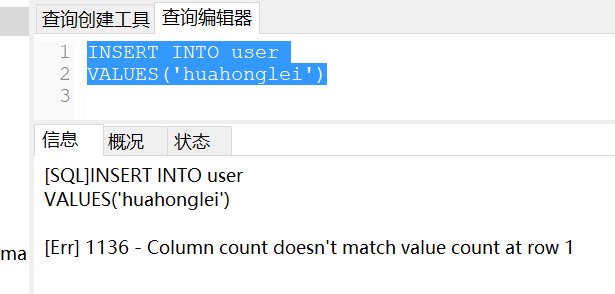 查询创建工具 查询编辑器
1 INSERT INTO user
2 VALUES('huahonglei')
3
信息 概况 状态
[SQL]INSERT INTO user
VALUES('huahonglei')
ma
[Err] 1136 - Column count doesn't match value count at row 1